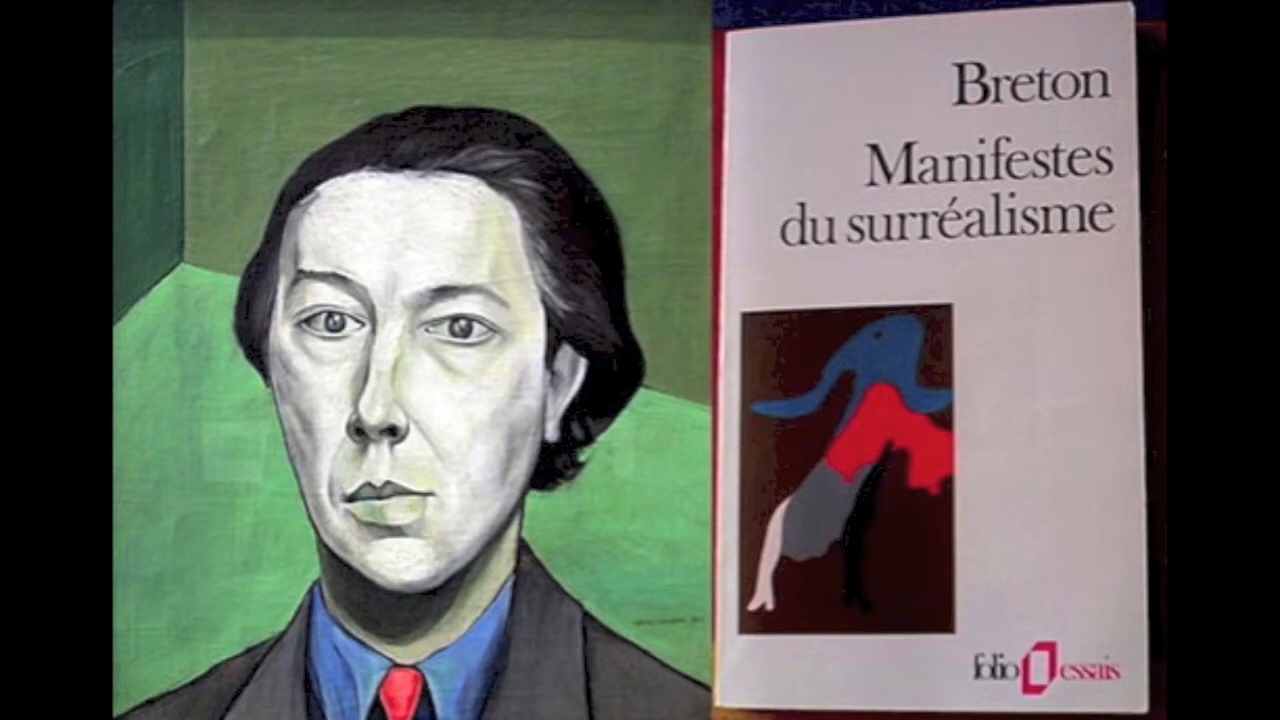 Breton
Manifestes
du surréalisme
folio essais